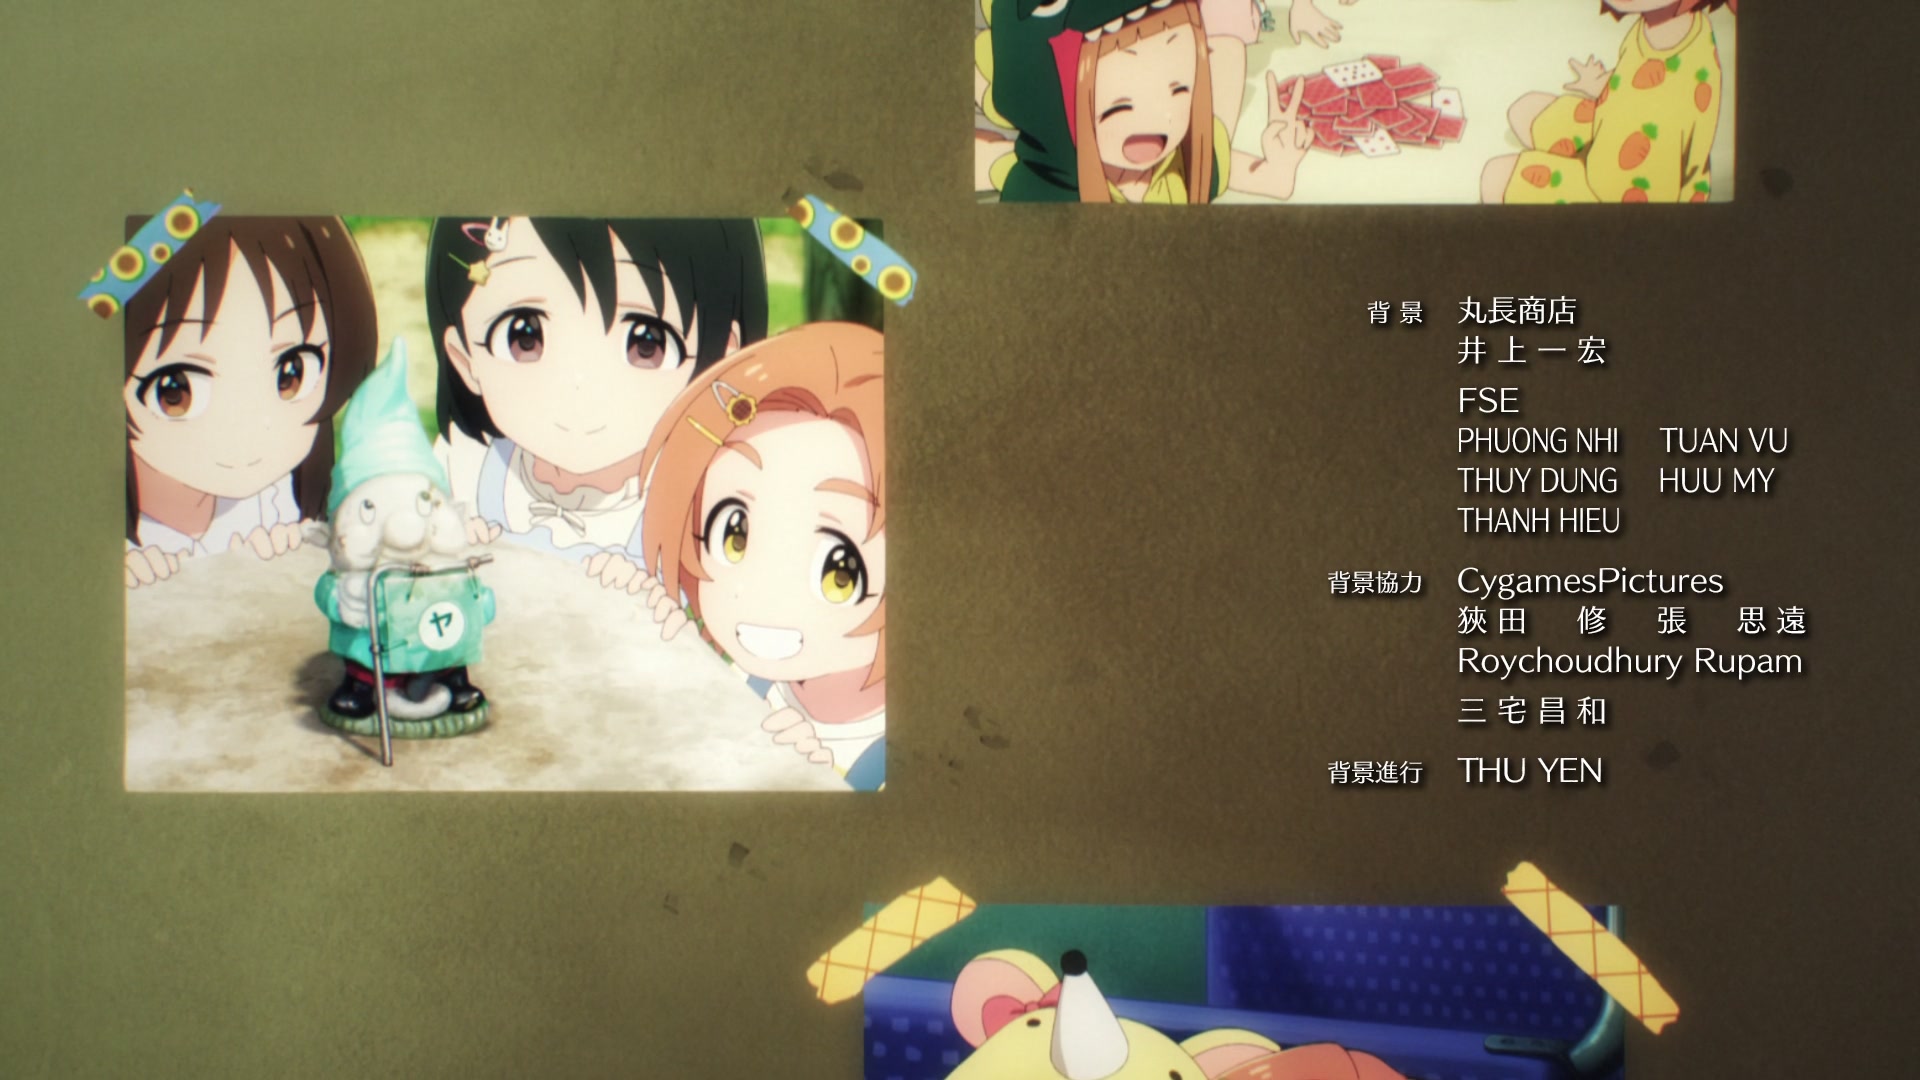 ヤ
背景 丸長商店
井上一宏
FSE
PHUONG NHI TUAN VU
THUY DUNG HUU MY
THANH HIEU
背景協力 CygamesPictures
狹田 修 張 思遠
Roychoudhury Rupam
三宅昌和
背景進行 THU YEN